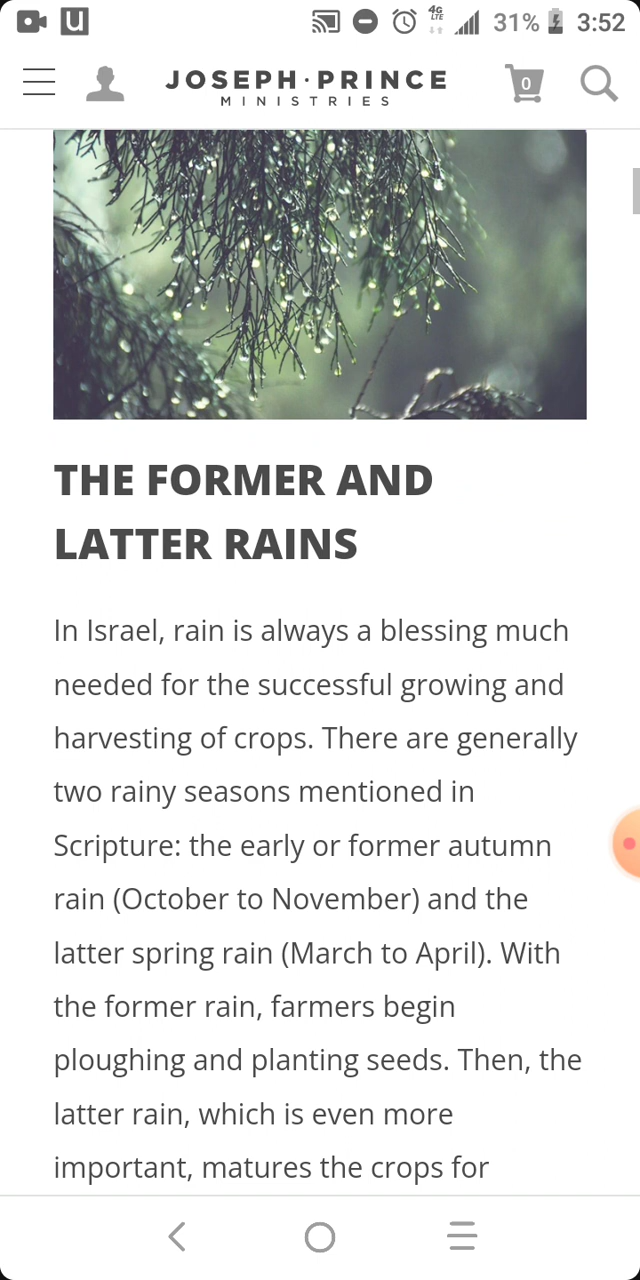 31% 3:52
4G
LTE
U
JOSEPH·PRINCE
MINISTRIES
0
THE FORMER AND
LATTER RAINS
In Israel, rain is always a blessing much
needed for the successful growing and
harvesting of crops. There are generally
two rainy seasons mentioned in
Scripture: the early or former autumn
rain (October to November) and the
latter spring rain (March to April). With
the former rain, farmers begin
ploughing and planting seeds. Then, the
latter rain, which is even more
important, matures the crops for